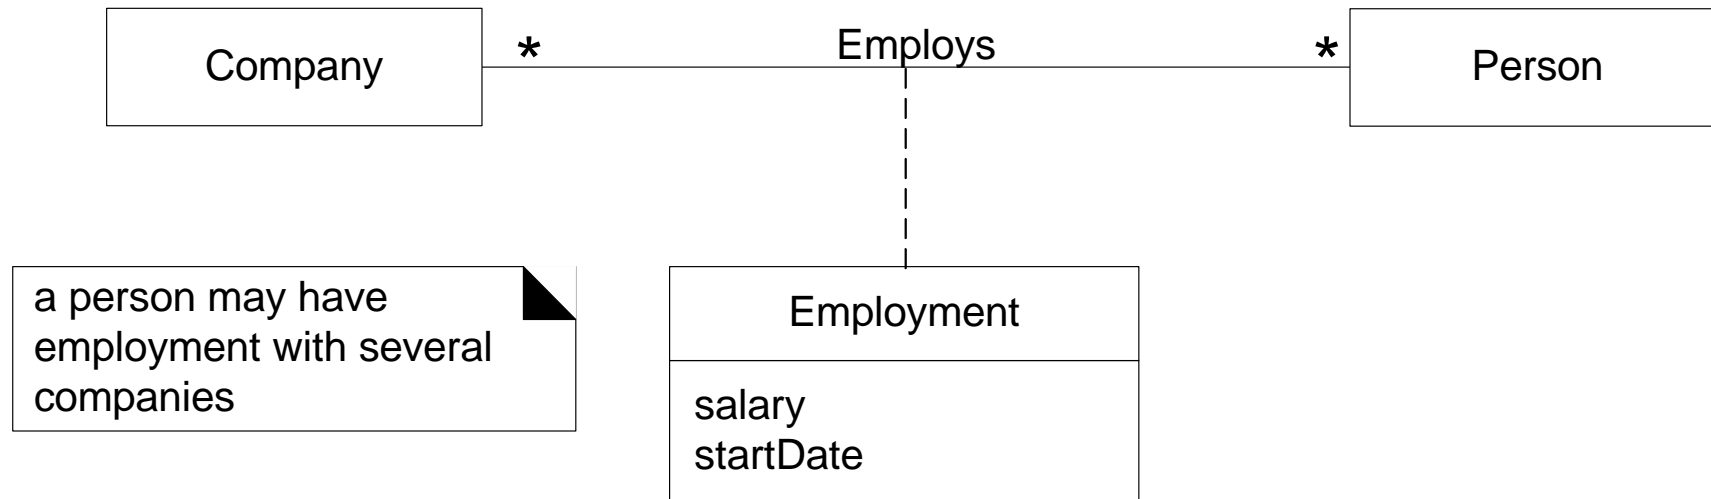 Company
*
Employs
*
Person
a person may have
employment with several
companies
Employment
salary
startDate